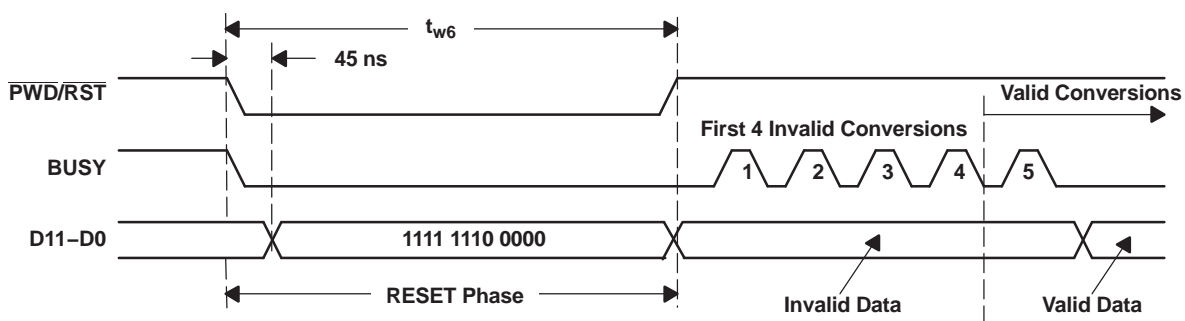 tw6
45 ns
PWD/RST
Valid Conversions
First 4 Invalid Conversions
BUSY
1 2 3 4 5
D11–D0
1111 1110 0000
RESET Phase
Invalid Data
Valid Data